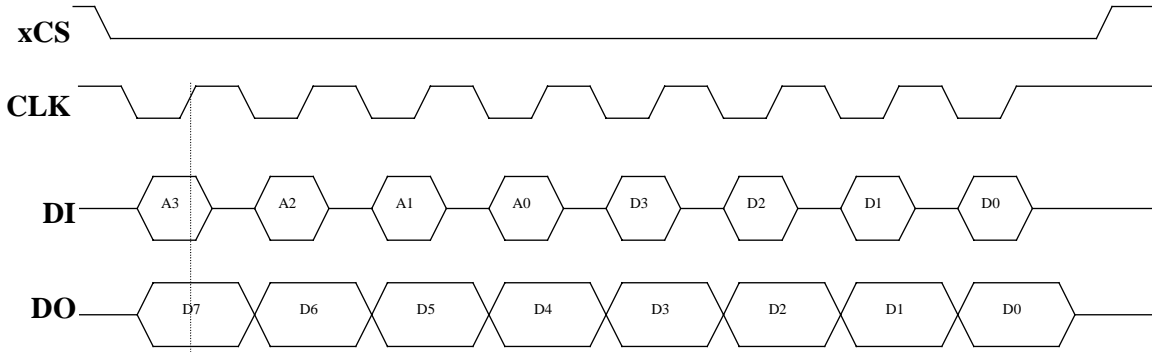 xCS
CLK
DI A3 A2 A1 A0 D3 D2 D1 D0
DO D7 D6 D5 D4 D3 D2 D1 D0